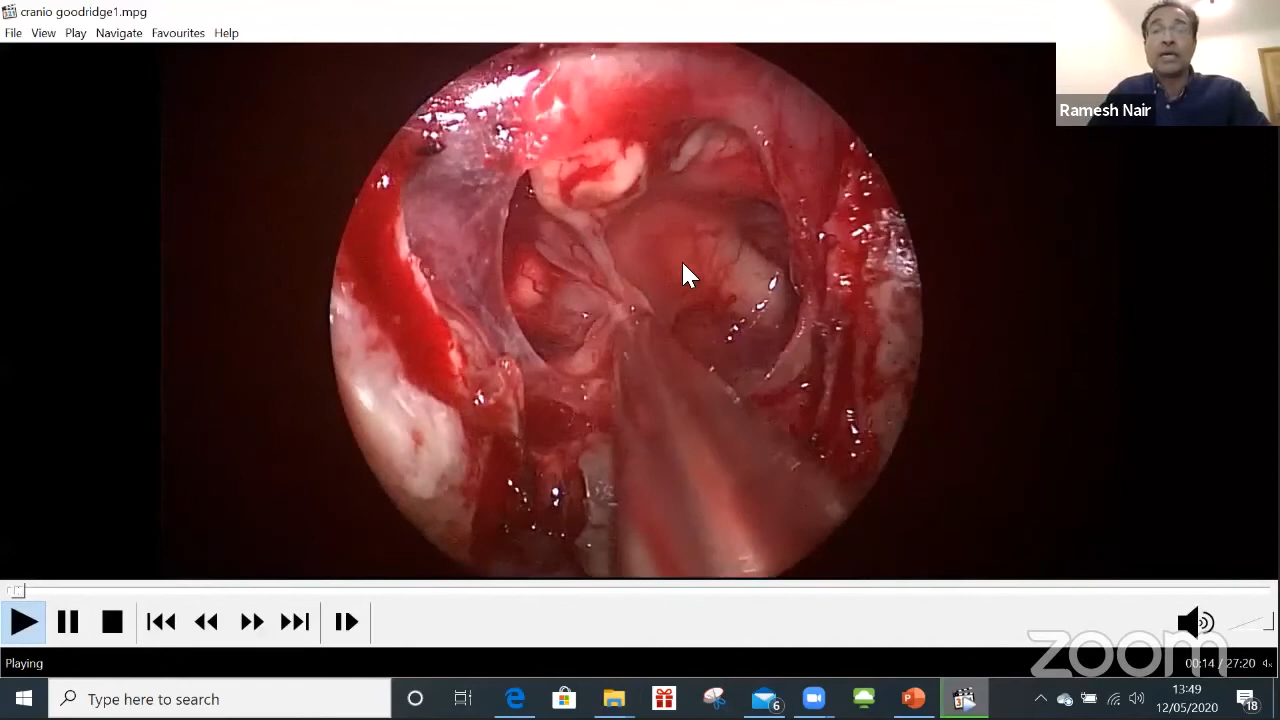 cranio goodridge1.mpg
File View Play Navigate Favourites Help
Ramesh Nair
zoom
Playing
00:14 / 27:20
Type here to search
6
13:49
12/05/2020
18